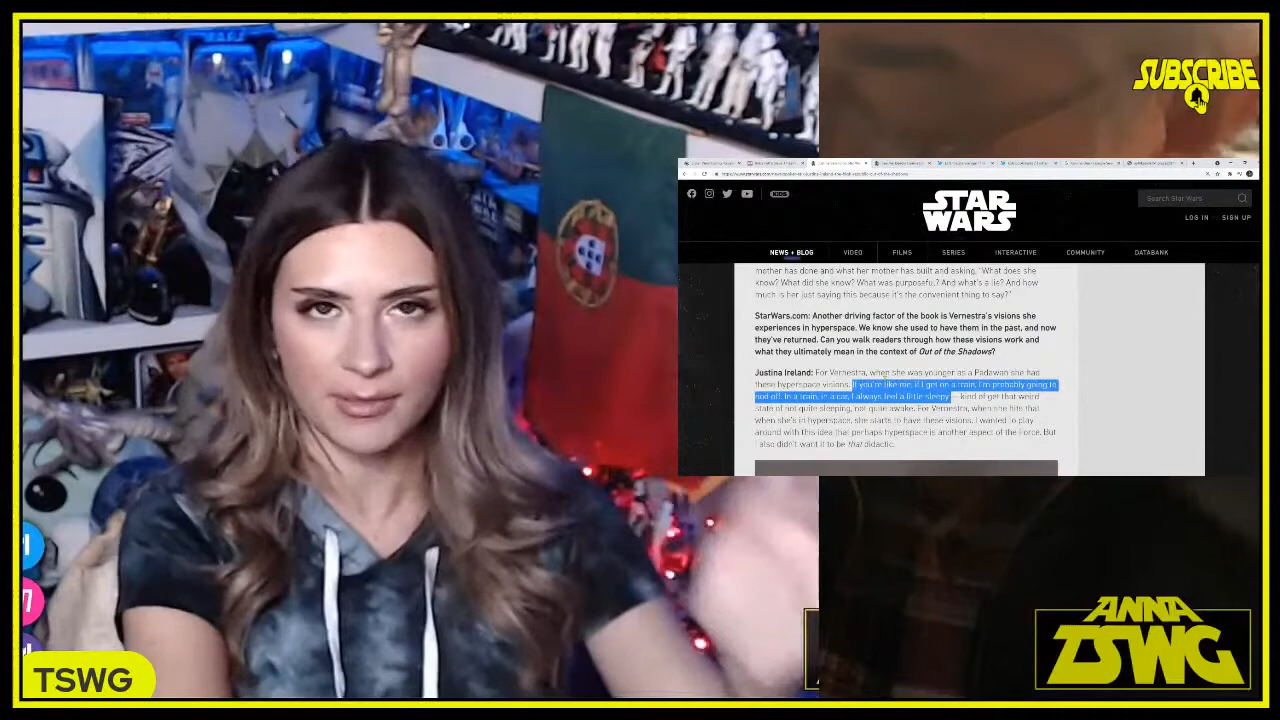 SUBSCRIBE
KIDS
STAR
WARS
Search Star Wars
LOG IN
SIGN UP
NEWS + BLOG
VIDEO
FILMS
SERIES
INTERACTIVE
COMMUNITY
DATABANK
mother has done and what her mother has built and asking, "What does she
know? What did she know? What was purposeful? And what's a lie? And how
much is her just saying this because it's the convenient thing to say?"
StarWars.com: Another driving factor of the book is Vernestra's visions she
experiences in hyperspace. We know she used to have them in the past, and now
they've returned. Can you walk readers through how these visions work and
what they ultimately mean in the context of Out of the Shadows?
Justina Ireland: For Vernestra, when she was younger as a Padawan she had
these hyperspace visions. If you're like me, if I get on a train, I'm probably going to
nod off. In a train, in a car, I always feel a little sleepy — kind of get that weird
state of not quite sleeping, not quite awake. For Vernestra, when she hits that
when she's in hyperspace, she starts to have these visions. I wanted to play
around with this idea that perhaps hyperspace is another aspect of the Force. But
I also didn't want it to be that didactic.
TSWG
ANNA
TSWG